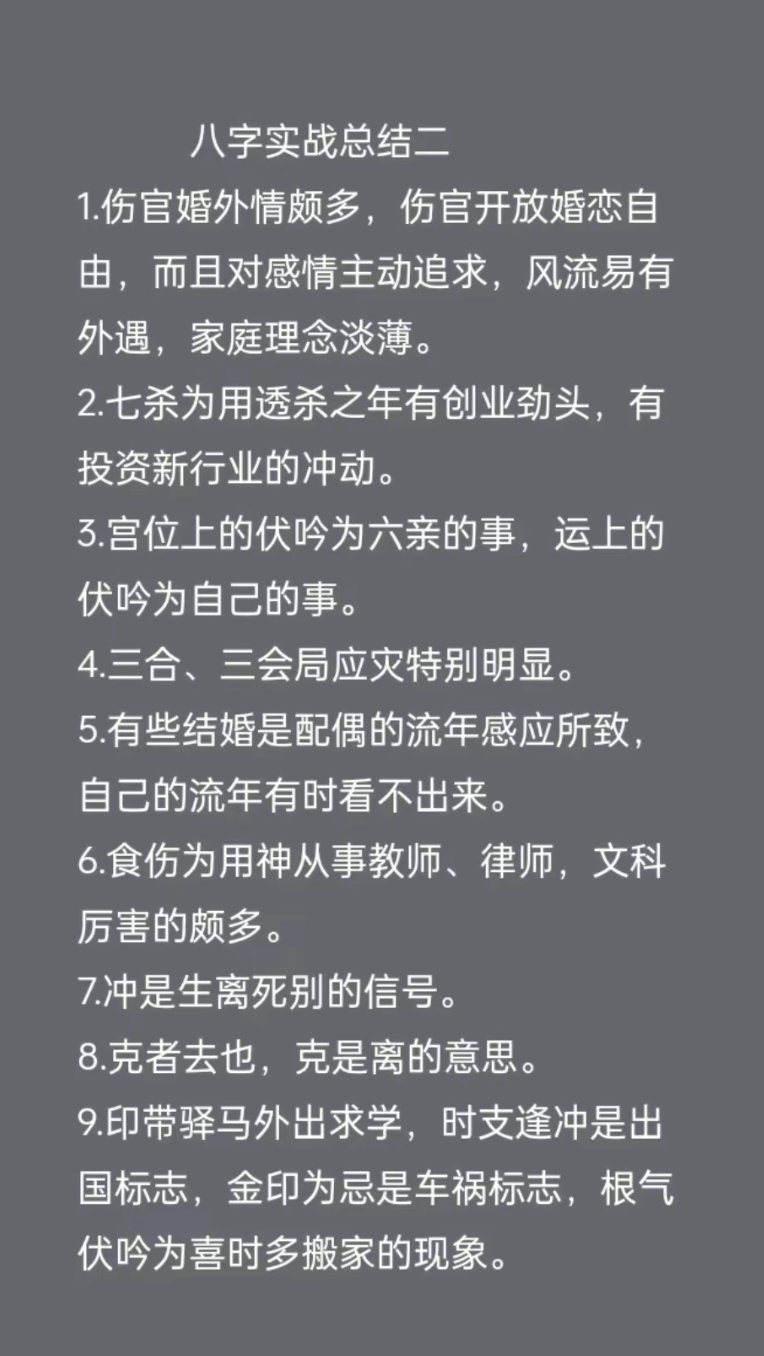 八字实战总结二
1.伤官婚外情颇多，伤官开放婚恋自
由，而且对感情主动追求，风流易有
外遇，家庭理念淡薄。
2.七杀为用透杀之年有创业劲头，有
投资新行业的冲动。
3.宫位上的伏吟为六亲的事，运上的
伏吟为自己的事。
4.三合、三会局应灾特别明显。
5.有些结婚是配偶的流年感应所致，
自己的流年有时看不出来。
6.食伤为用神从事教师、律师，文科
厉害的颇多。
7.冲是生离死别的信号。
8.克者去也，克是离的意思。
9.印带驿马外出求学，时支逢冲是出
国标志，金印为忌是车祸标志，根气
伏吟为喜时多搬家的现象。